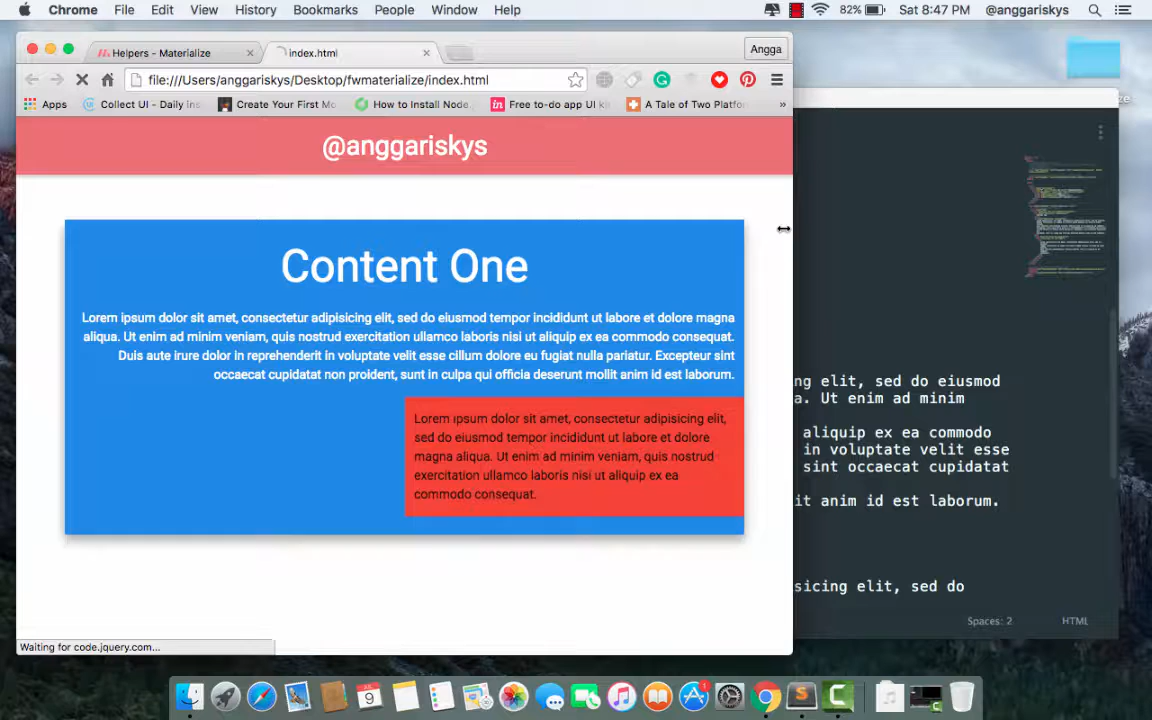 Chrome File Edit View History Bookmarks People Window Help 82% Sat 8:47 PM @anggariskys
Helpers - Materialize index.html Angga
file:///Users/anggariskys/Desktop/fwmaterialize/index.html
Apps Collect UI - Daily ins Create Your First Mo How to Install Node. Free to-do app UI ki A Tale of Two Platfo »
@anggariskys
Content One
Lorem ipsum dolor sit amet, consectetur adipisicing elit, sed do eiusmod tempor incididunt ut labore et dolore magna
aliqua. Ut enim ad minim veniam, quis nostrud exercitation ullamco laboris nisi ut aliquip ex ea commodo consequat.
Duis aute irure dolor in reprehenderit in voluptate velit esse cillum dolore eu fugiat nulla pariatur. Excepteur sint
occaecat cupidatat non proident, sunt in culpa qui officia deserunt mollit anim id est laborum.
Lorem ipsum dolor sit amet, consectetur adipisicing elit,
sed do eiusmod tempor incididunt ut labore et dolore
magna aliqua. Ut enim ad minim veniam, quis nostrud
exercitation ullamco laboris nisi ut aliquip ex ea
commodo consequat.
Waiting for code.jquery.com...
ng elit, sed do eiusmod
a. Ut enim ad minim
aliquip ex ea commodo
in voluptate velit esse
sint occaecat cupidatat
it anim id est laborum.
sicing elit, sed do
Spaces: 2 HTML